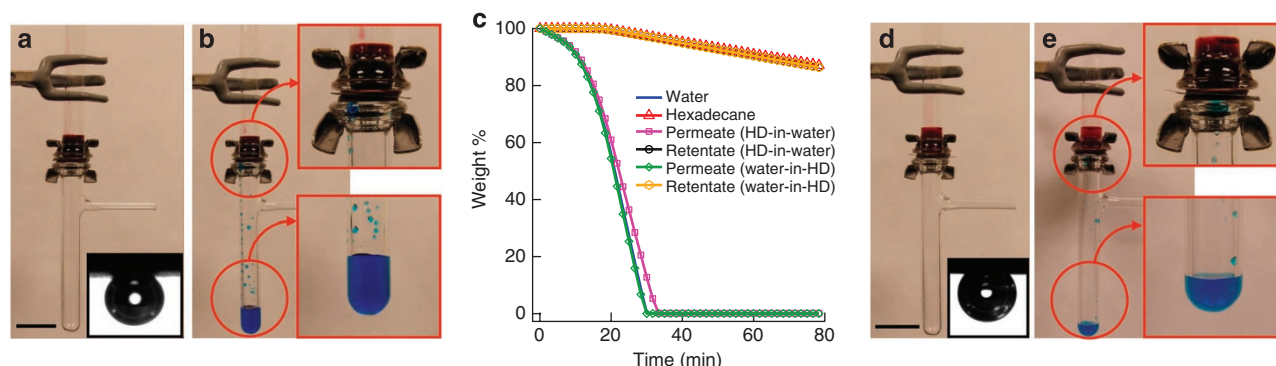 a
b
c
100
80
60
40
20
0
Weight %
0 20 40 60 80
Time (min)
Water
Hexadecane
Permeate (HD-in-water)
Retentate (HD-in-water)
Permeate (water-in-HD)
Retentate (water-in-HD)
d
e